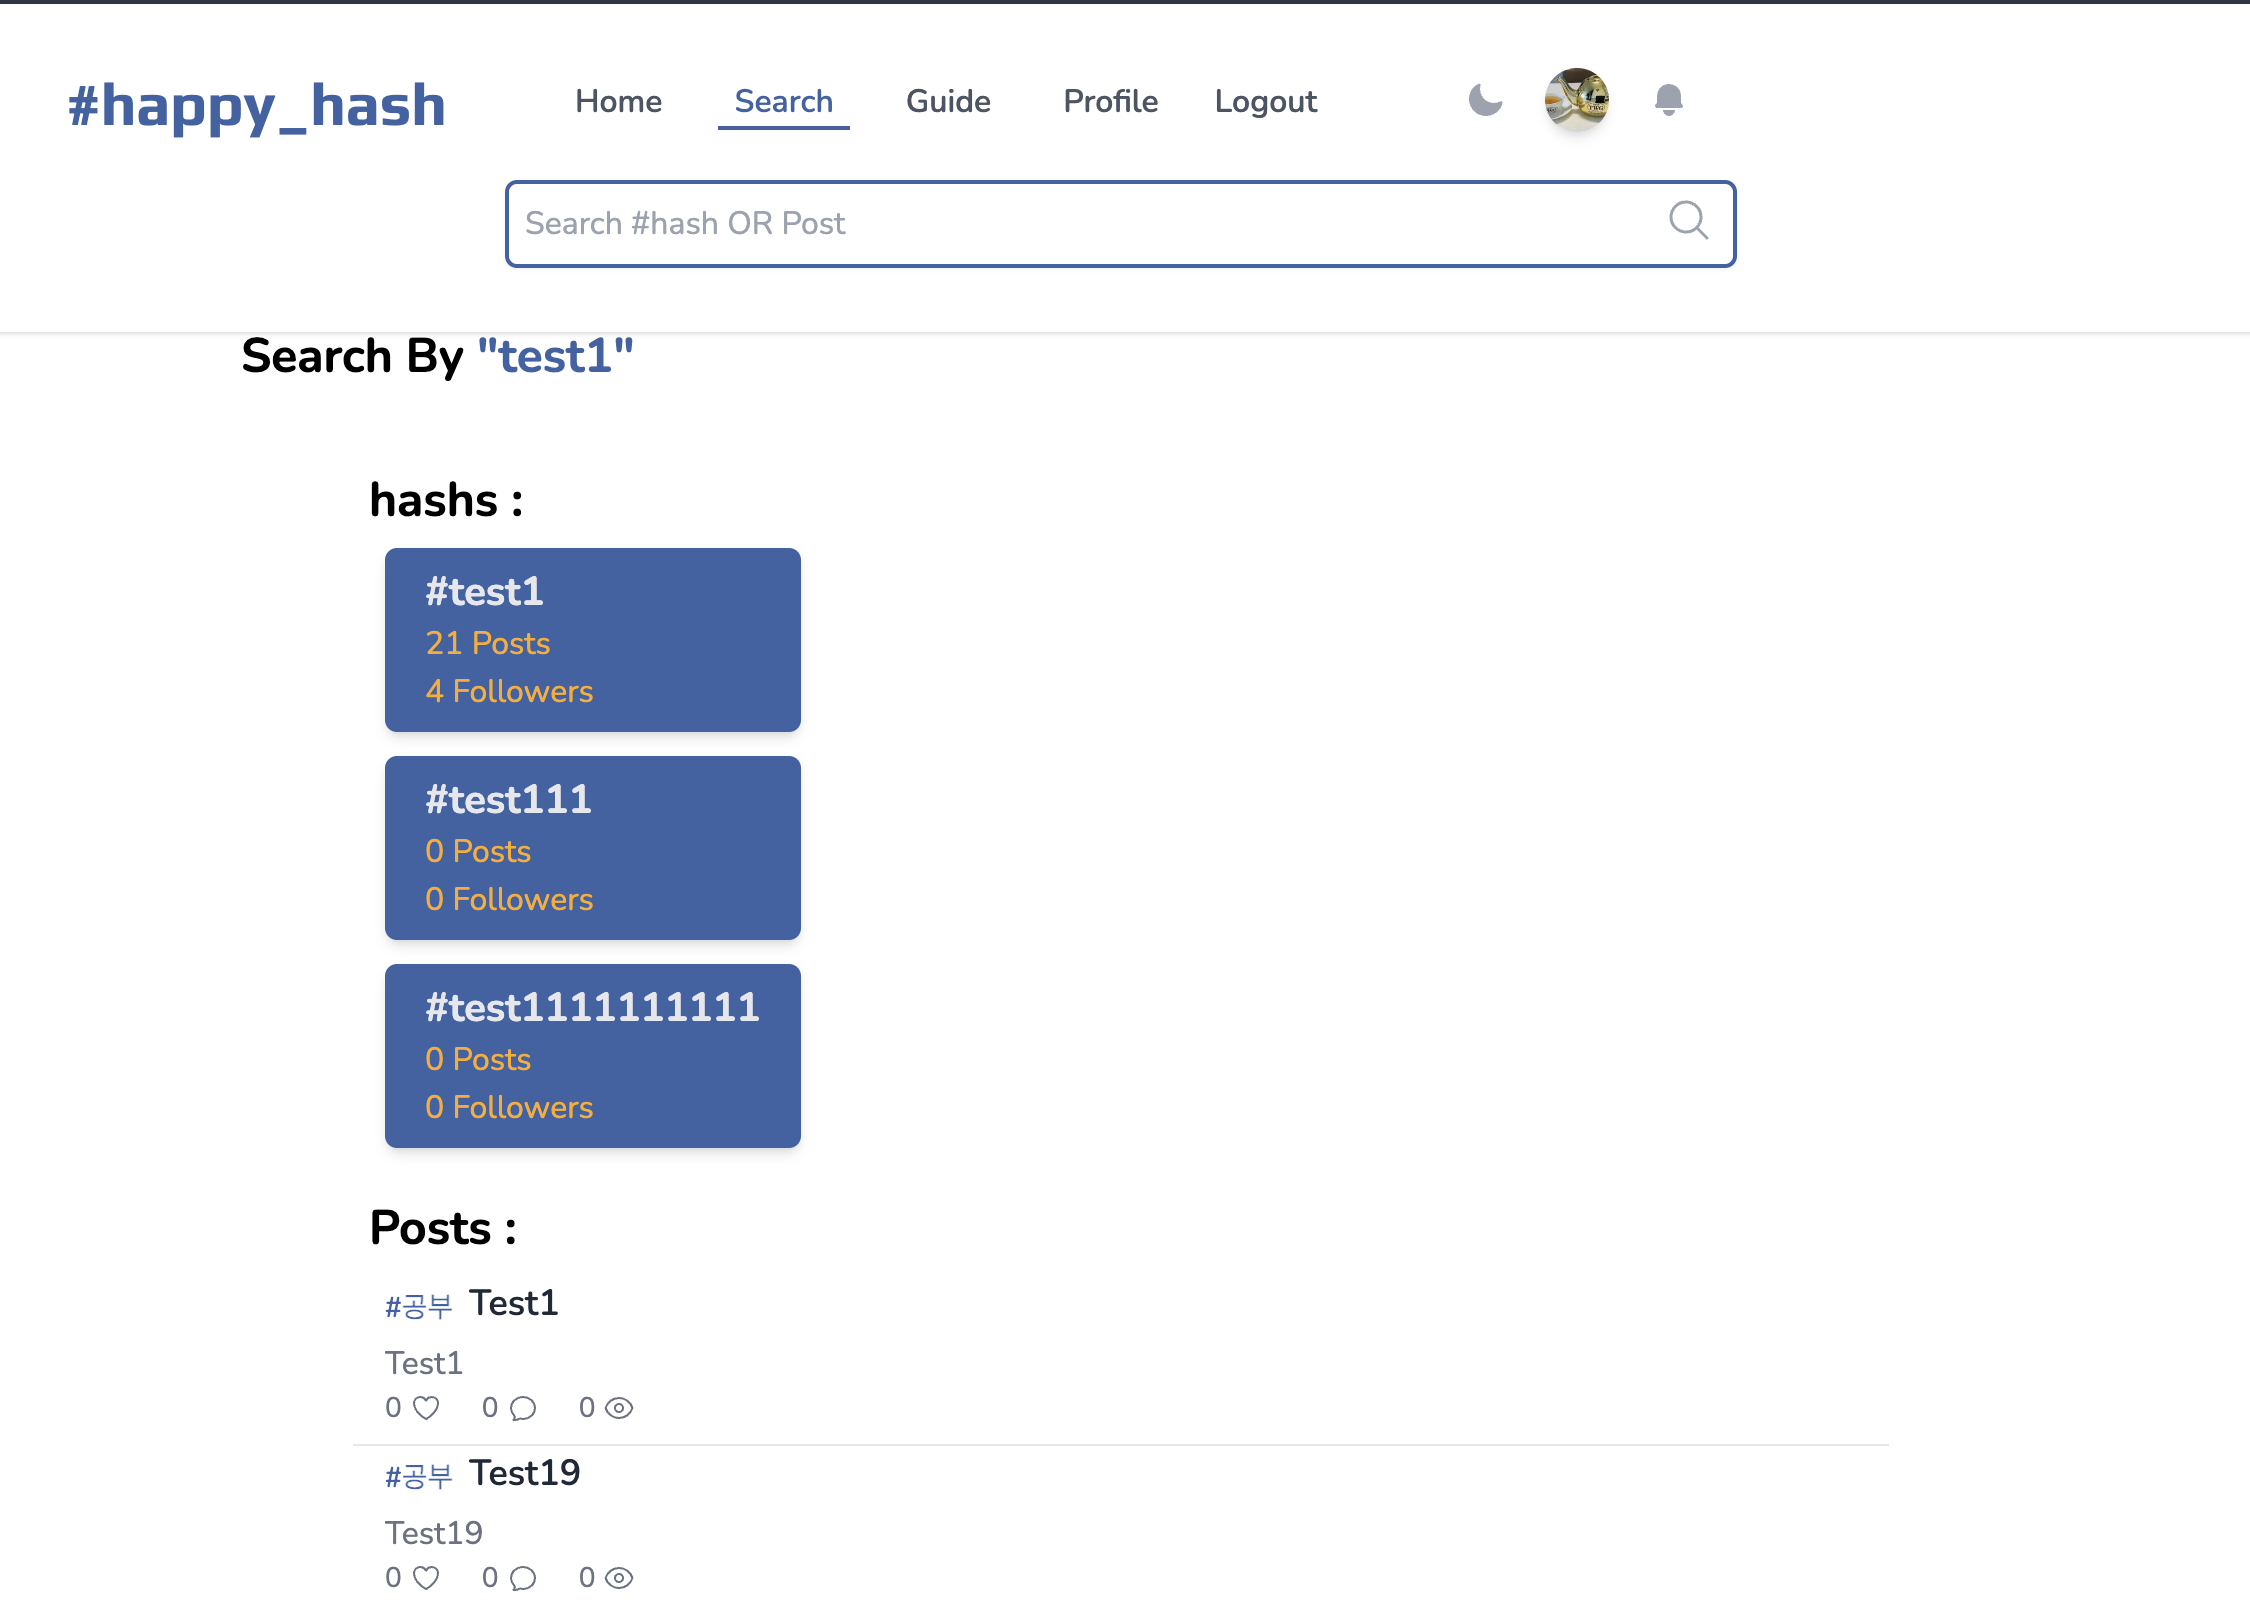 #happy_hash
Home Search Guide Profile Logout
Search #hash OR Post
Search By "test1"
hashs :
#test1
21 Posts
4 Followers
#test111
0 Posts
0 Followers
#test1111111111
0 Posts
0 Followers
Posts :
#공부 Test1
Test1
0 0 0
#공부 Test19
Test19
0 0 0